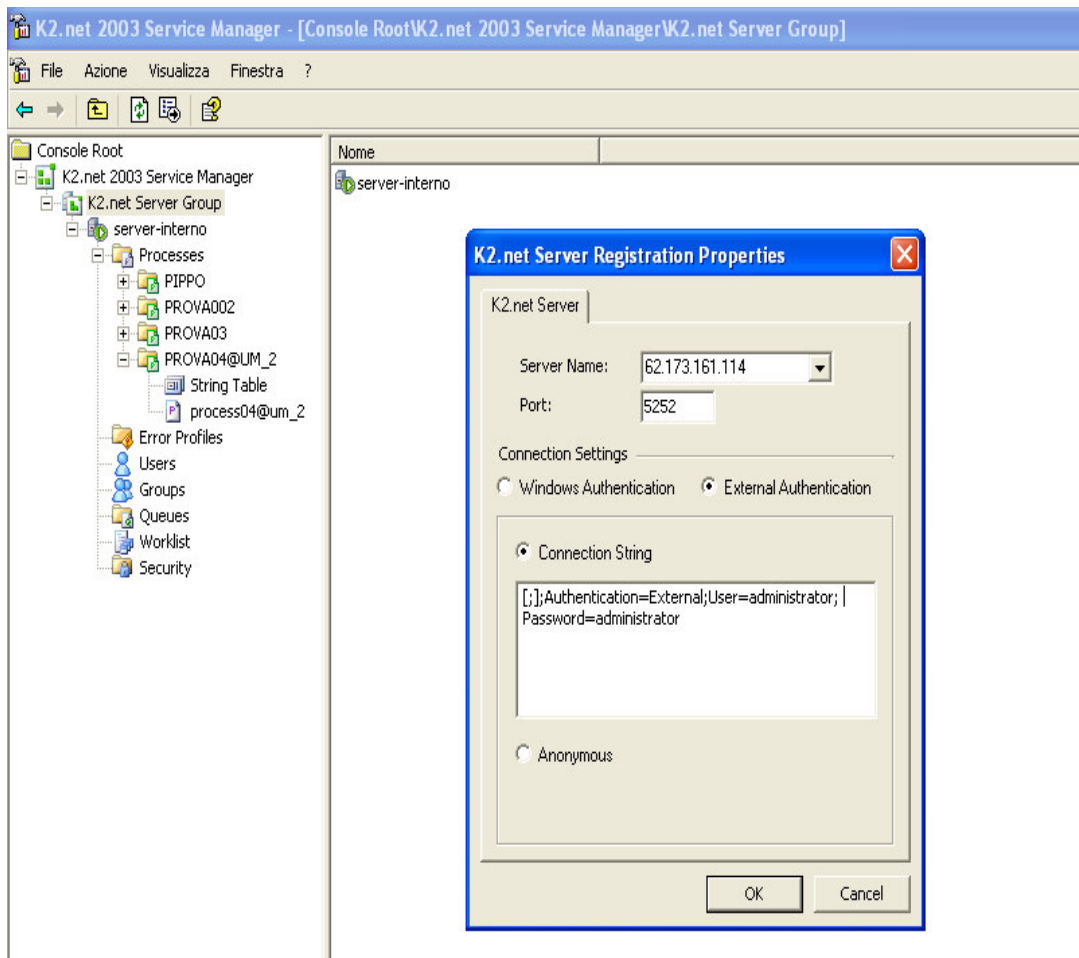 K2.net 2003 Service Manager - [Console Root\K2.net 2003 Service Manager\K2.net Server Group]
File Azione Visualizza Finestra ?
Console Root
K2.net 2003 Service Manager
K2.net Server Group
server-interno
Processes
PIPPO
PROVA002
PROVA03
PROVA04@UM_2
String Table
process04@um_2
Error Profiles
Users
Groups
Queues
Worklist
Security
Nome
server-interno
K2.net Server Registration Properties
K2.net Server
Server Name: 62.173.161.114
Port: 5252
Connection Settings
Windows Authentication External Authentication
Connection String
[;];Authentication=External;User=administrator;
Password=administrator
Anonymous
OK Cancel